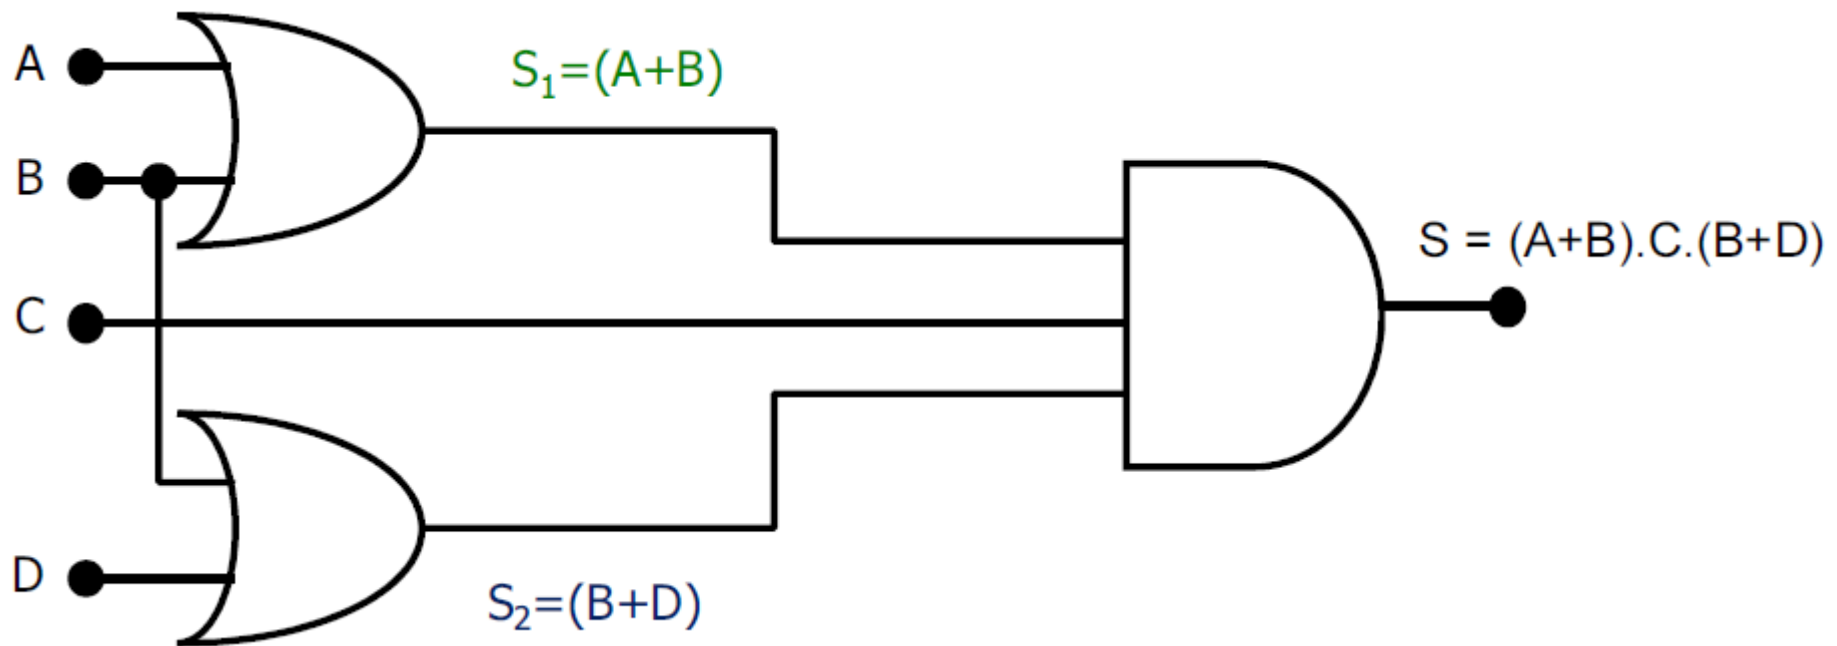 A
S₁=(A+B)
B
S = (A+B).C.(B+D)
C
D
S₂=(B+D)